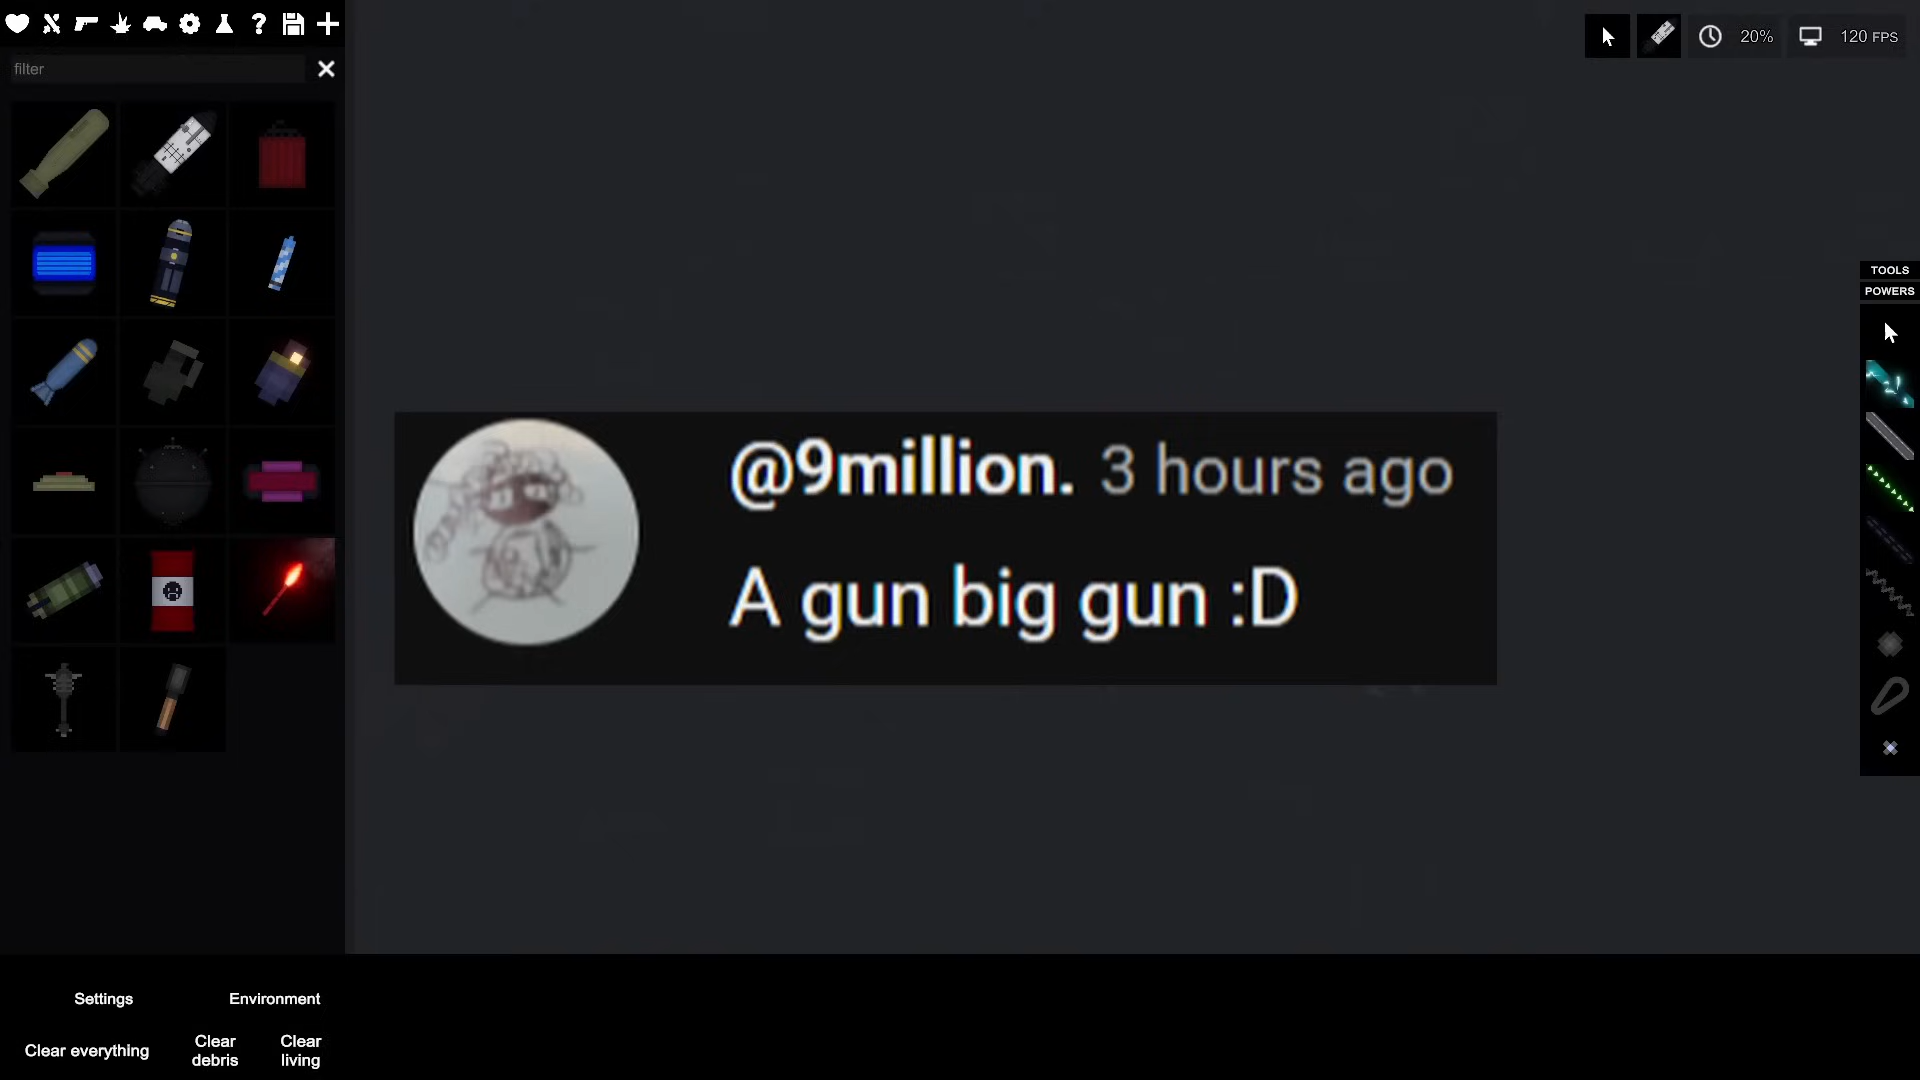 filter
20%
120 FPS
TOOLS
POWERS
@9million. 3 hours ago
A gun big gun :D
Settings
Environment
Clear everything
Clear
debris
Clear
living